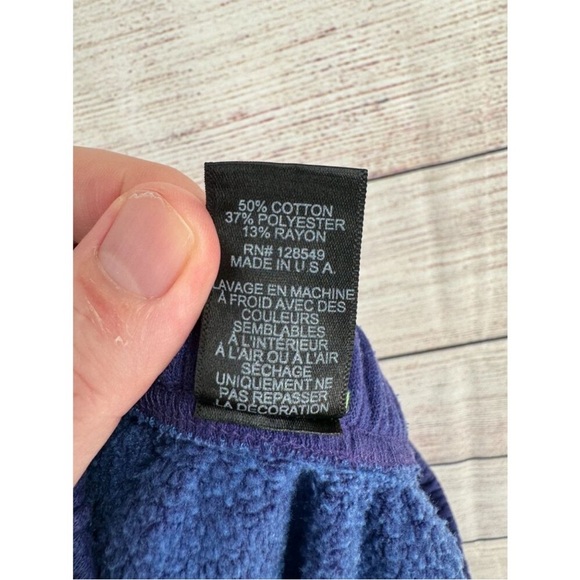 50% COTTON
37% POLYESTER
13% RAYON
RN# 128549
MADE IN U.S.A.
LAVAGE EN MACHINE
À FROID AVEC DES
COULEURS
SEMBLABLES
À L'INTÉRIEUR
À L'AIR OU À L'AIR
SÉCHAGE
UNIQUEMENT NE
PAS REPASSER
LA DÉCORATION